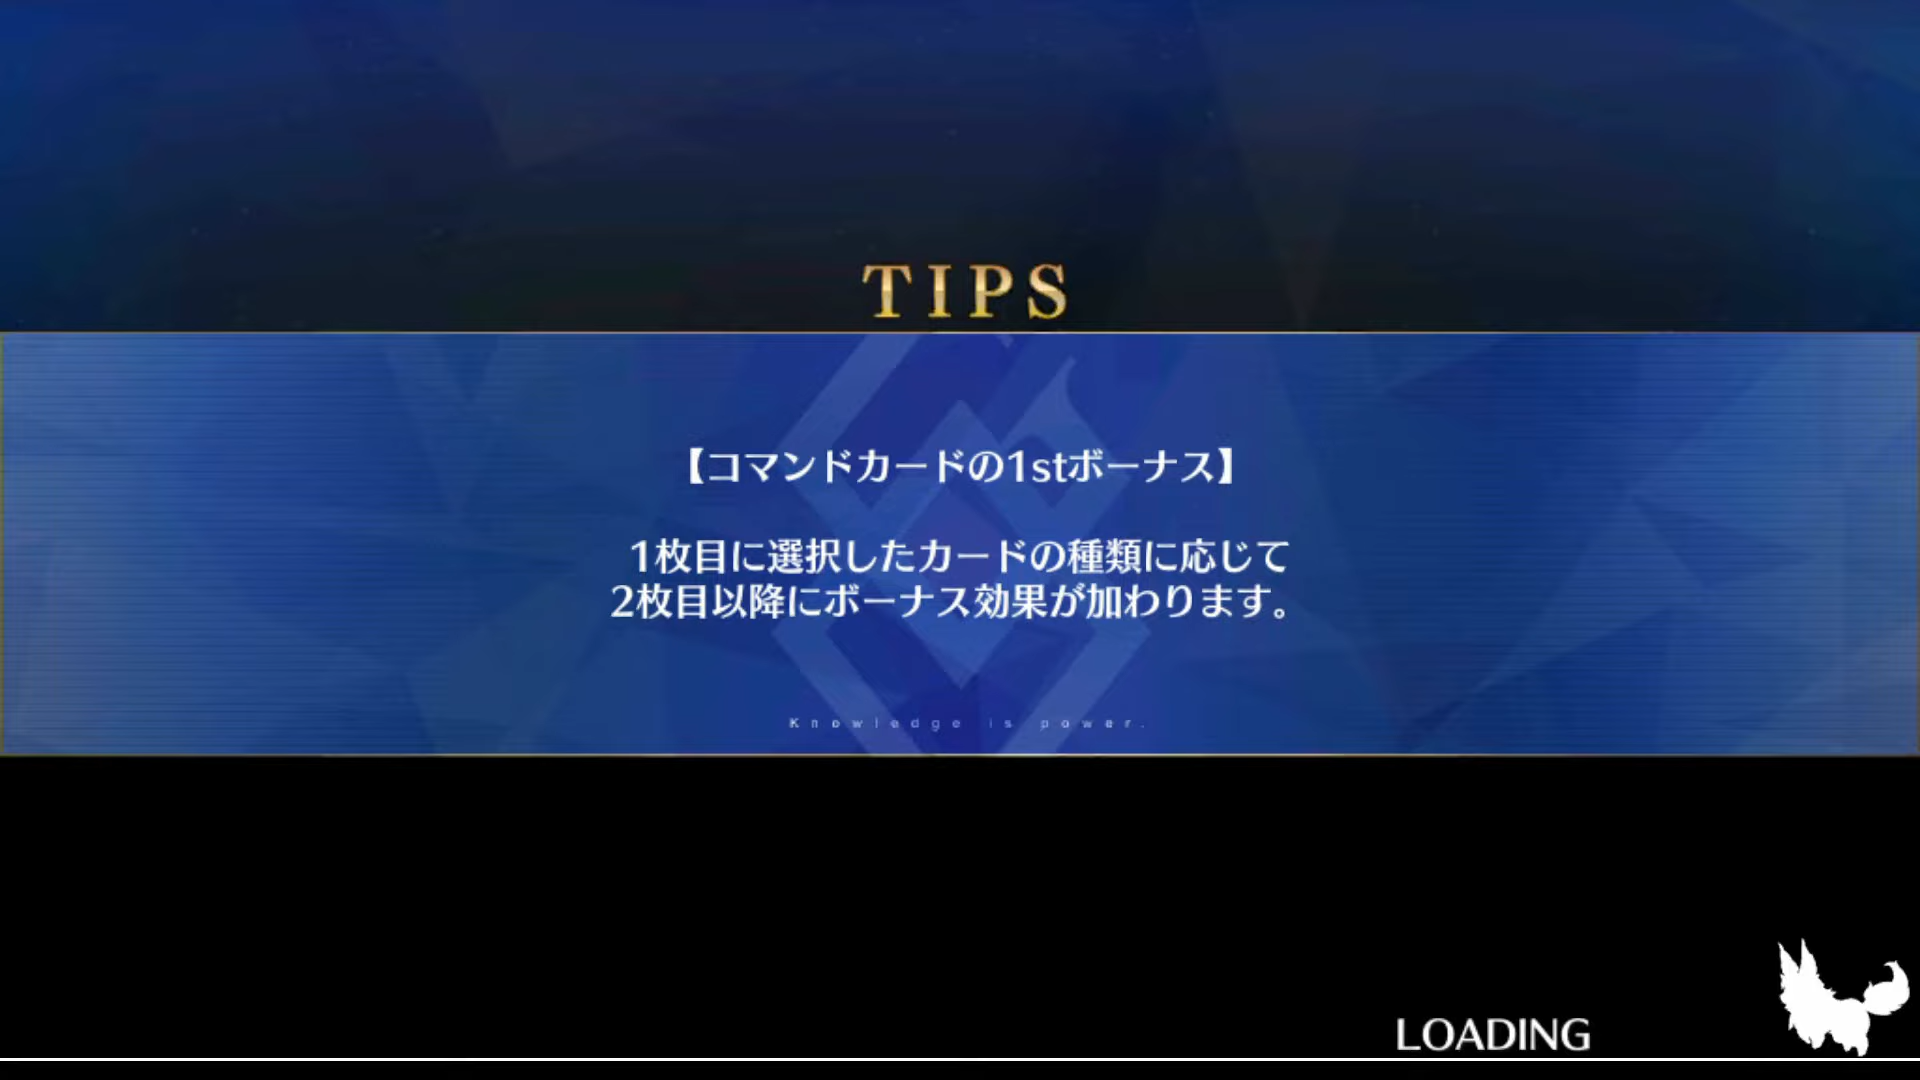 TIPS
【コマンドカードの1stボーナス】
1枚目に選択したカードの種類に応じて
2枚目以降にボーナス効果が加わります。
Knowledge is power.
LOADING